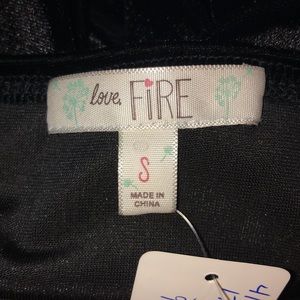 love, FiRE
S
MADE IN
CHINA